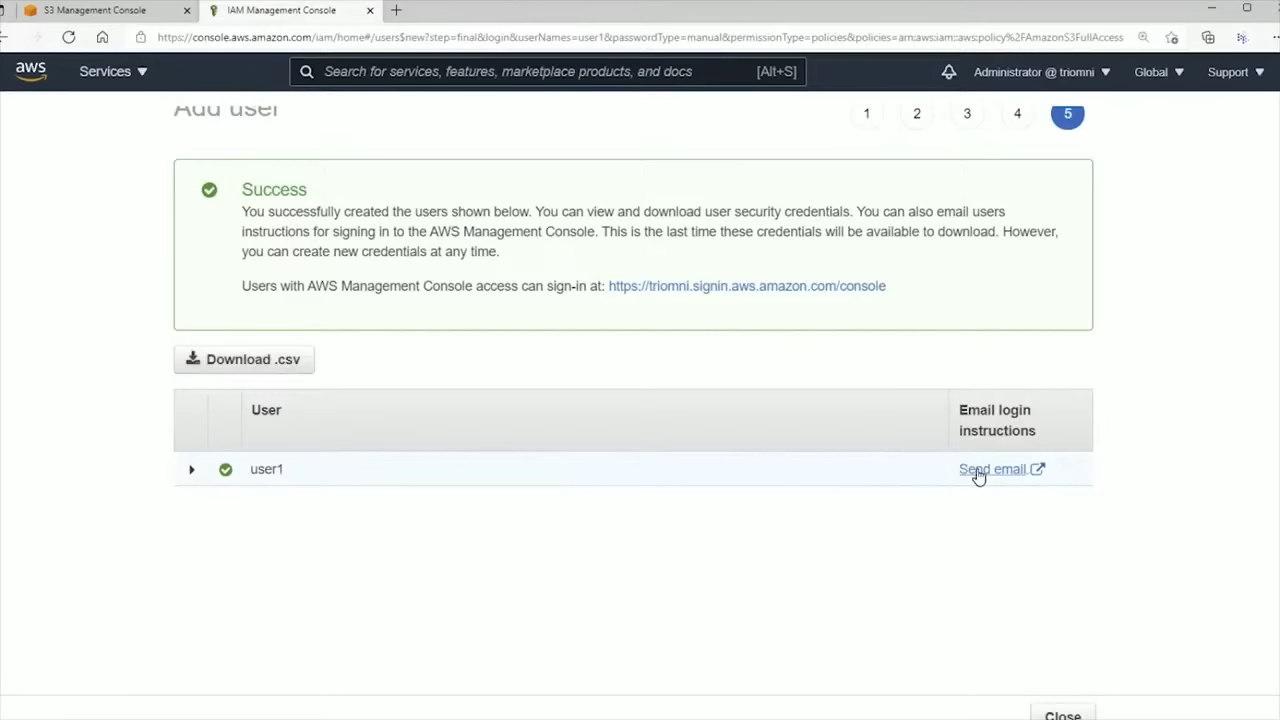 S3 Management Console
IAM Management Console
https://console.aws.amazon.com/iam/home#/users$new?step=final&login&userNames=user1&passwordType=manual&permissionType=policies&policies=arn:aws:iam::aws:policy%2FAmazonS3FullAccess
aws
Services
Search for services, features, marketplace products, and docs
[Alt+S]
Administrator @ triomni
Global
Support
Add user
1
2
3
4
5
Success
You successfully created the users shown below. You can view and download user security credentials. You can also email users
instructions for signing in to the AWS Management Console. This is the last time these credentials will be available to download. However,
you can create new credentials at any time.
Users with AWS Management Console access can sign-in at: https://triomni.signin.aws.amazon.com/console
Download .csv
User
Email login
instructions
user1
Send email
Close